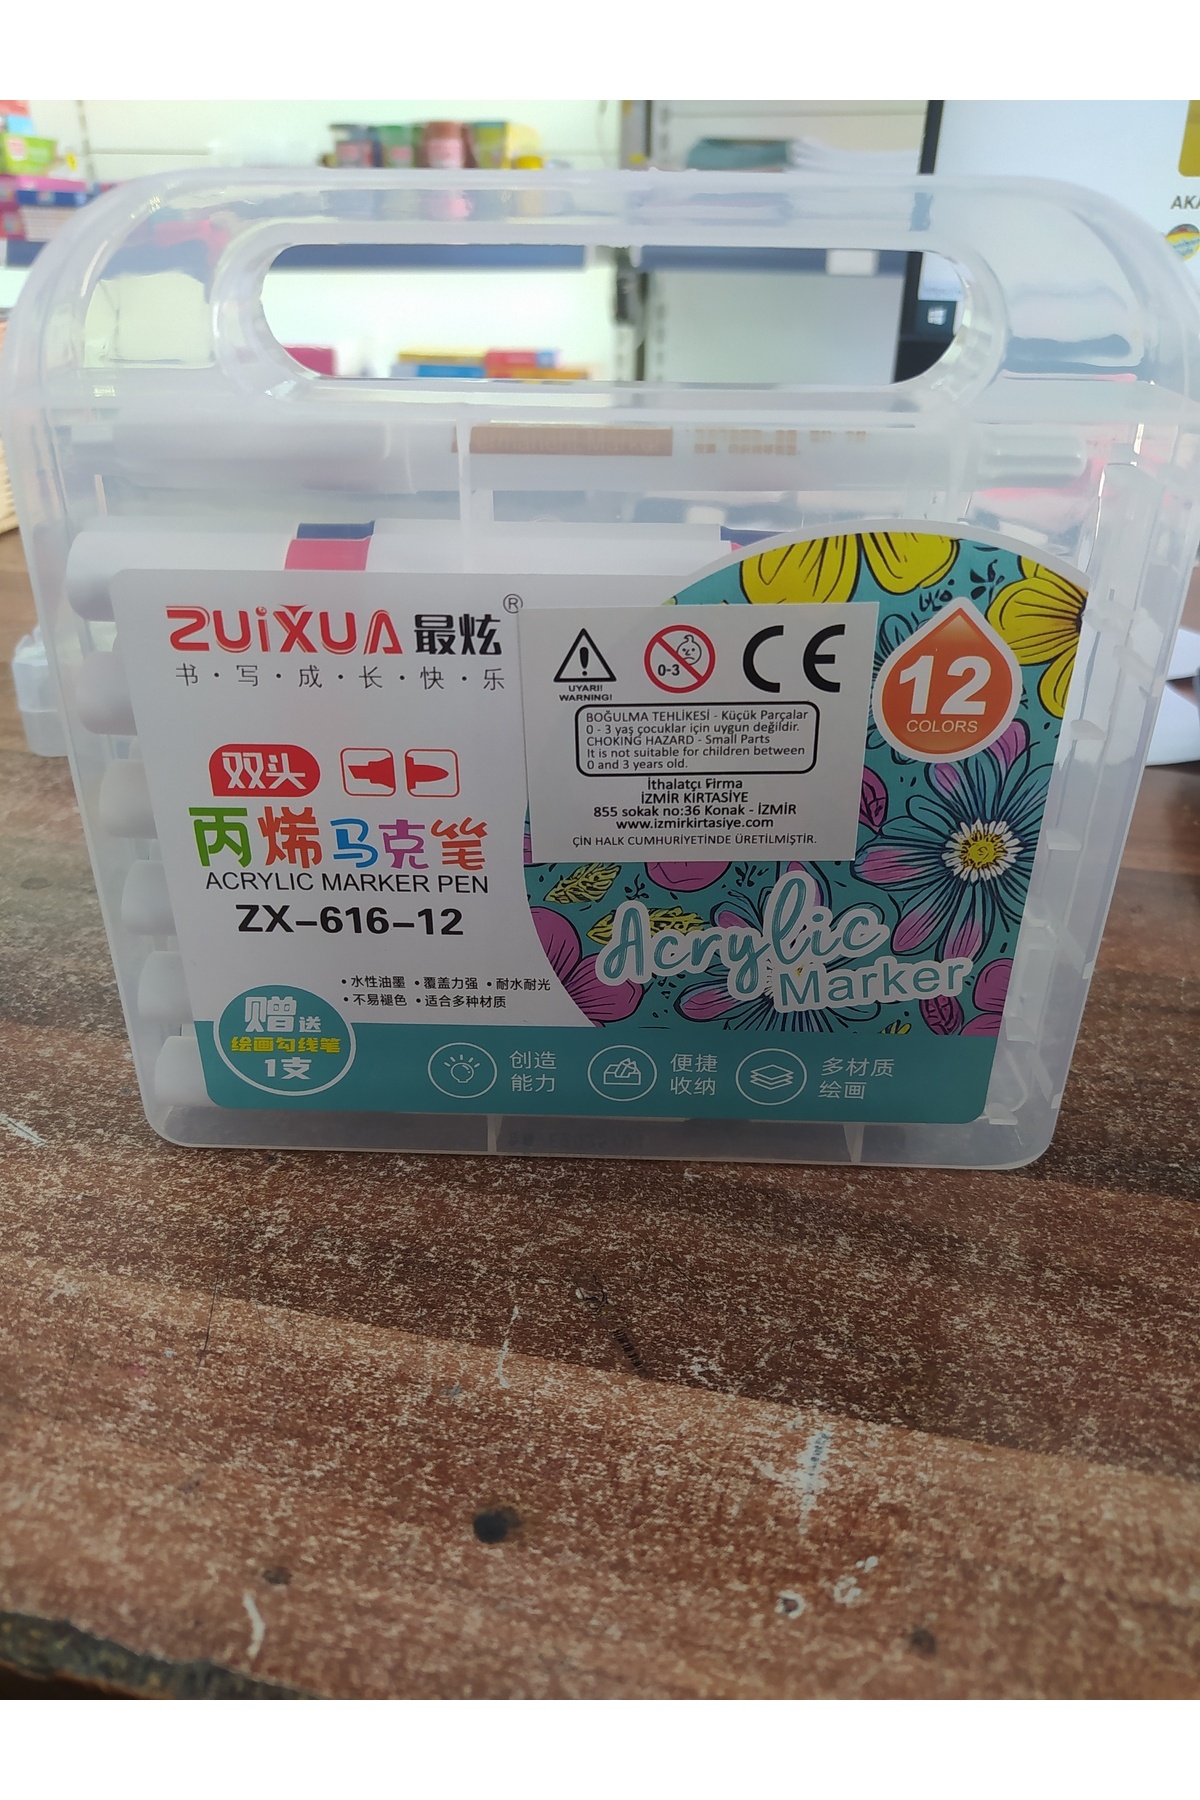 AKA
ZUiXUA 最炫 ®
书·写·成·长·快·乐
双头
丙烯马克笔
ACRYLIC MARKER PEN
ZX-616-12
•水性油墨 •覆盖力强 •耐水耐光
•不易褪色 •适合多种材质
赠送
绘画勾线笔
1支
创造
能力
便捷
收纳
多材质
绘画
UYARI!
WARNING!
0-3
CE
BOĞULMA TEHLİKESİ - Küçük Parçalar
0 - 3 yaş çocuklar için uygun değildir.
CHOKING HAZARD - Small Parts
It is not suitable for children between
0 and 3 years old.
İthalatçı Firma
İZMİR KIRTASİYE
855 sokak no:36 Konak - İZMİR
www.izmirkirtasiye.com
ÇİN HALK CUMHURİYETİNDE ÜRETİLMİŞTİR.
12
COLORS
Acrylic
Marker